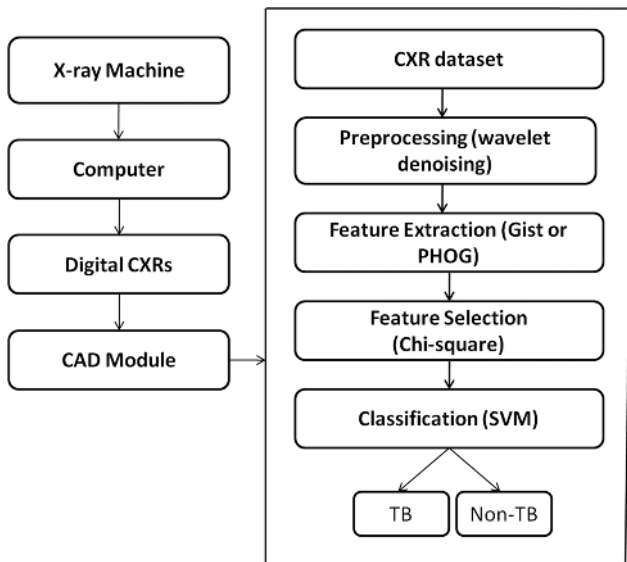 X-ray Machine
Computer
Digital CXRs
CAD Module
CXR dataset
Preprocessing (wavelet
denoising)
Feature Extraction (Gist or
PHOG)
Feature Selection
(Chi-square)
Classification (SVM)
TB
Non-TB